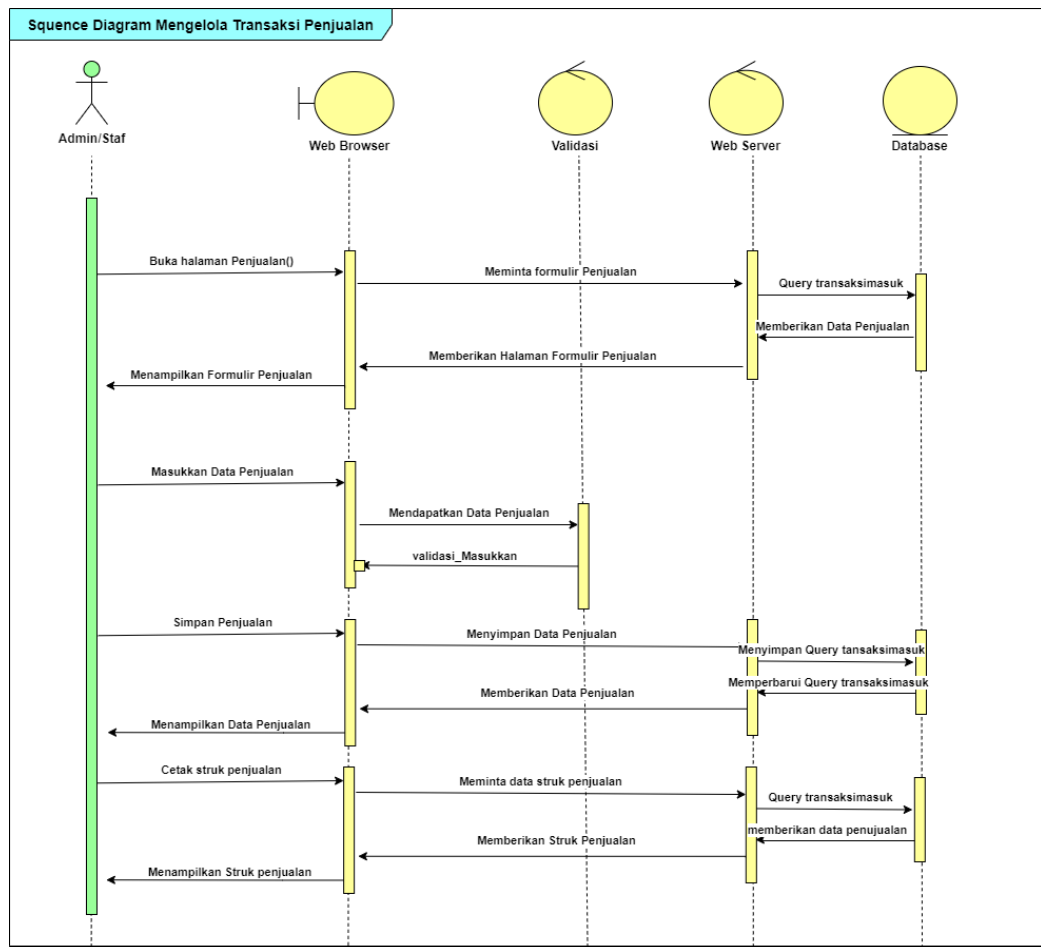 Squence Diagram Mengelola Transaksi Penjualan
Admin/Staf
Web Browser
Validasi
Web Server
Database
Buka halaman Penjualan()
Meminta formulir Penjualan
Query transaksimasuk
Memberikan Data Penjualan
Memberikan Halaman Formulir Penjualan
Menampilkan Formulir Penjualan
Masukkan Data Penjualan
Mendapatkan Data Penjualan
validasi_Masukkan
Simpan Penjualan
Menyimpan Data Penjualan
Menyimpan Query tansaksimasuk
Memperbarui Query transaksimasuk
Memberikan Data Penjualan
Menampilkan Data Penjualan
Cetak struk penjualan
Meminta data struk penjualan
Query transaksimasuk
memberikan data penujualan
Memberikan Struk Penjualan
Menampilkan Struk penjualan